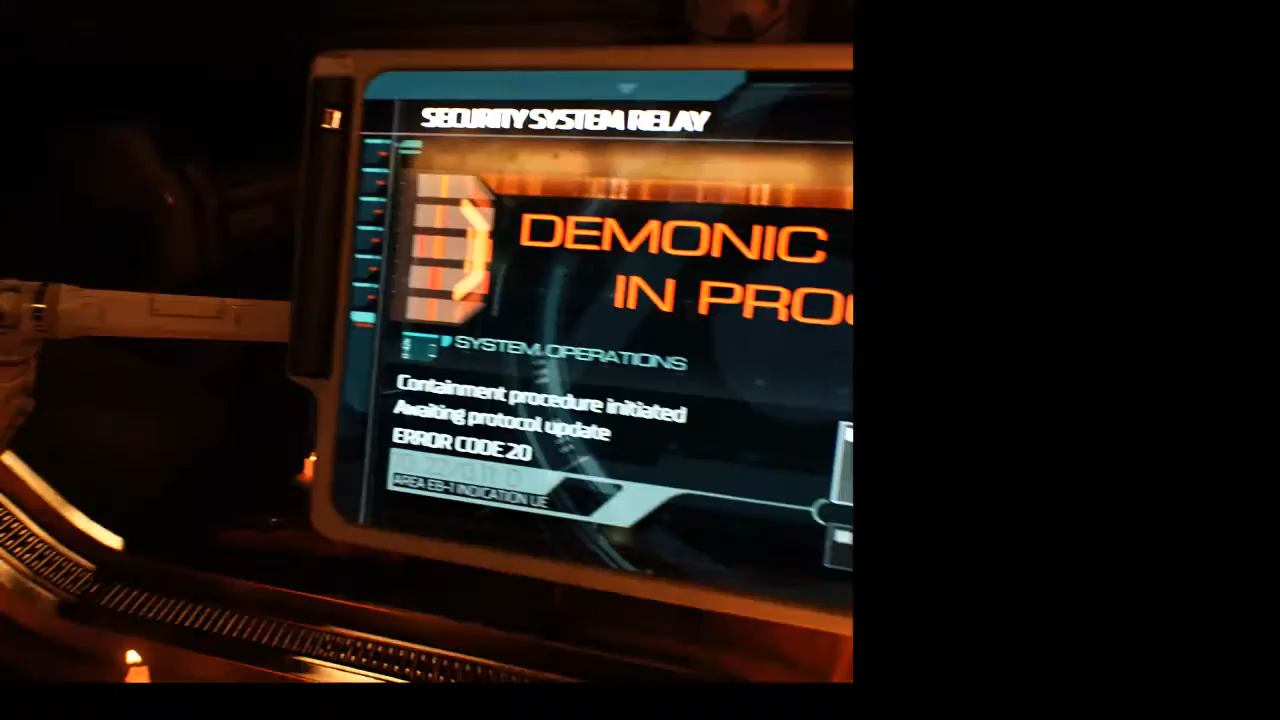 SECURITY SYSTEM RELAY
DEMONIC
IN PRO
SYSTEM OPERATIONS
Containment procedure initiated
Awaiting protocol update
ERROR CODE 20
AREA EB-1 INDICATION UE